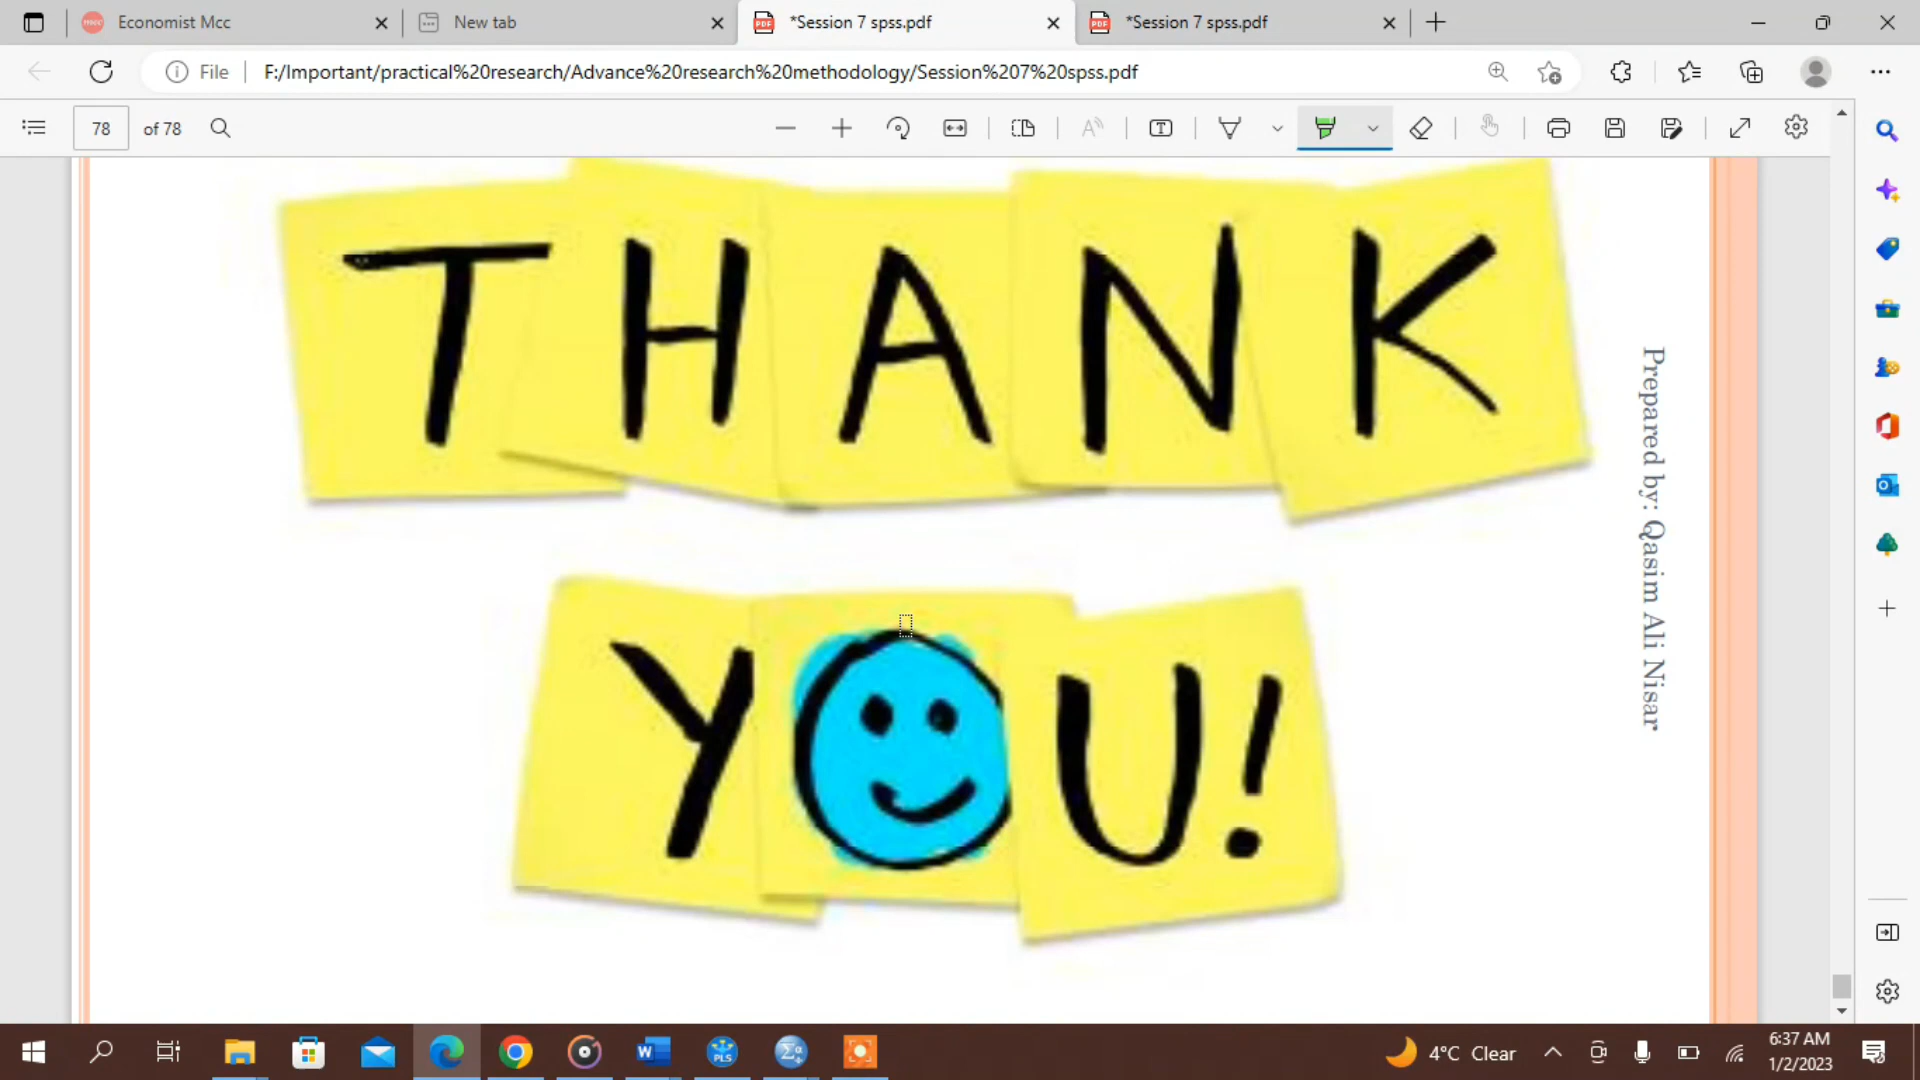 Economist Mcc
New tab
*Session 7 spss.pdf
*Session 7 spss.pdf
File
F:/Important/practical%20research/Advance%20research%20methodology/Session%207%20spss.pdf
78 of 78
THANK
YOU!
Prepared by: Qasim Ali Nisar
4°C Clear
6:37 AM
1/2/2023